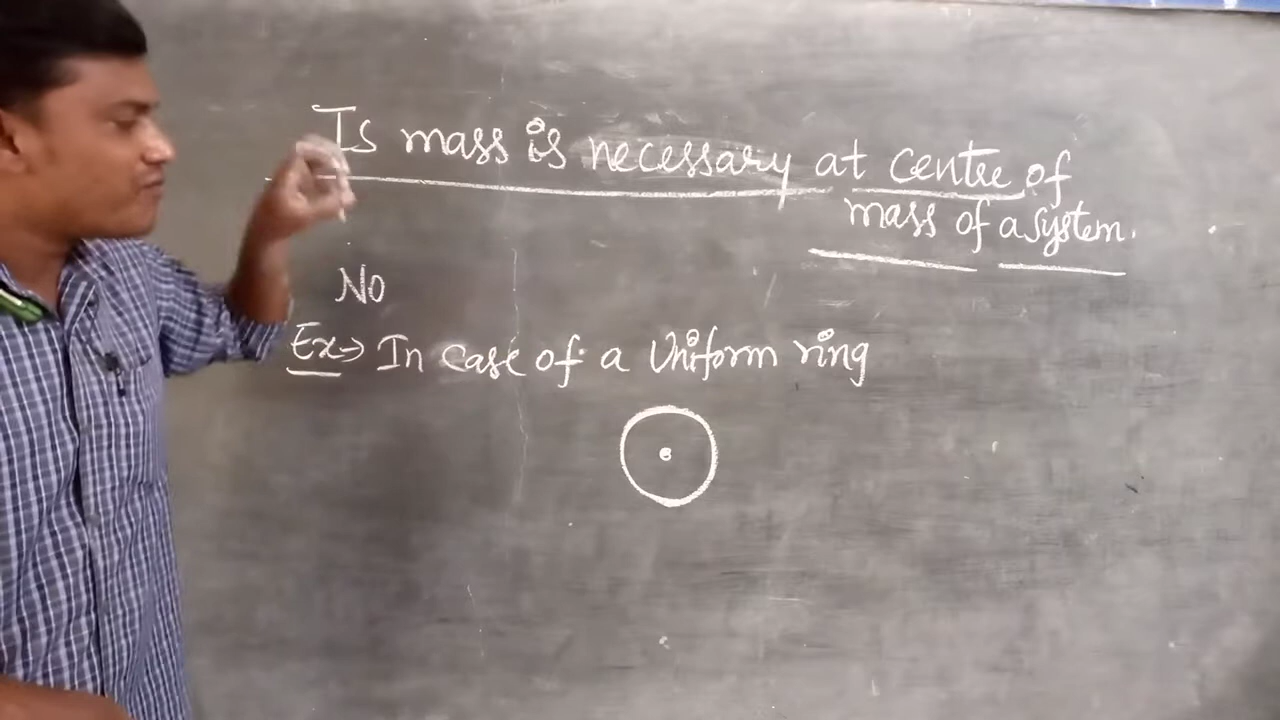 Is mass is necessary at centre of
mass of a system.
No
Ex→ In case of a Uniform ring